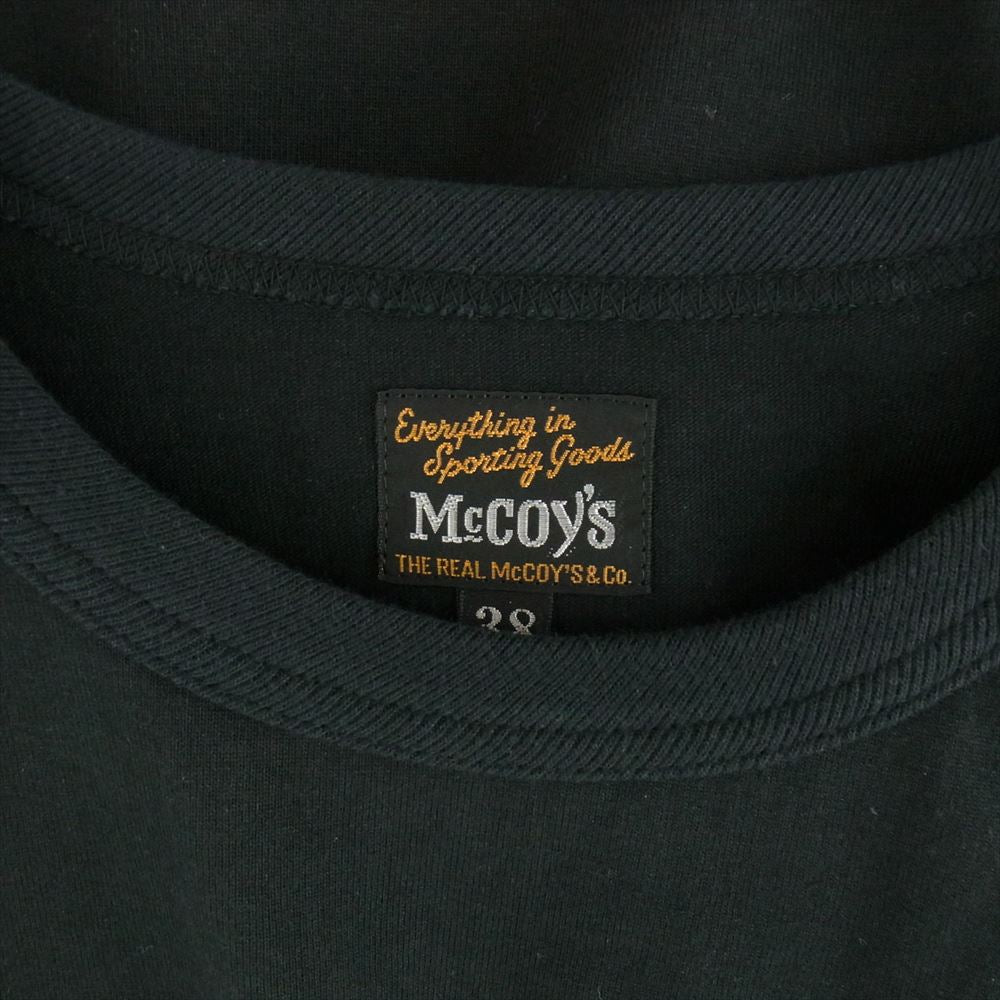 Everything in
Sporting Goods
McCoy's
THE REAL McCOY'S & Co.
38